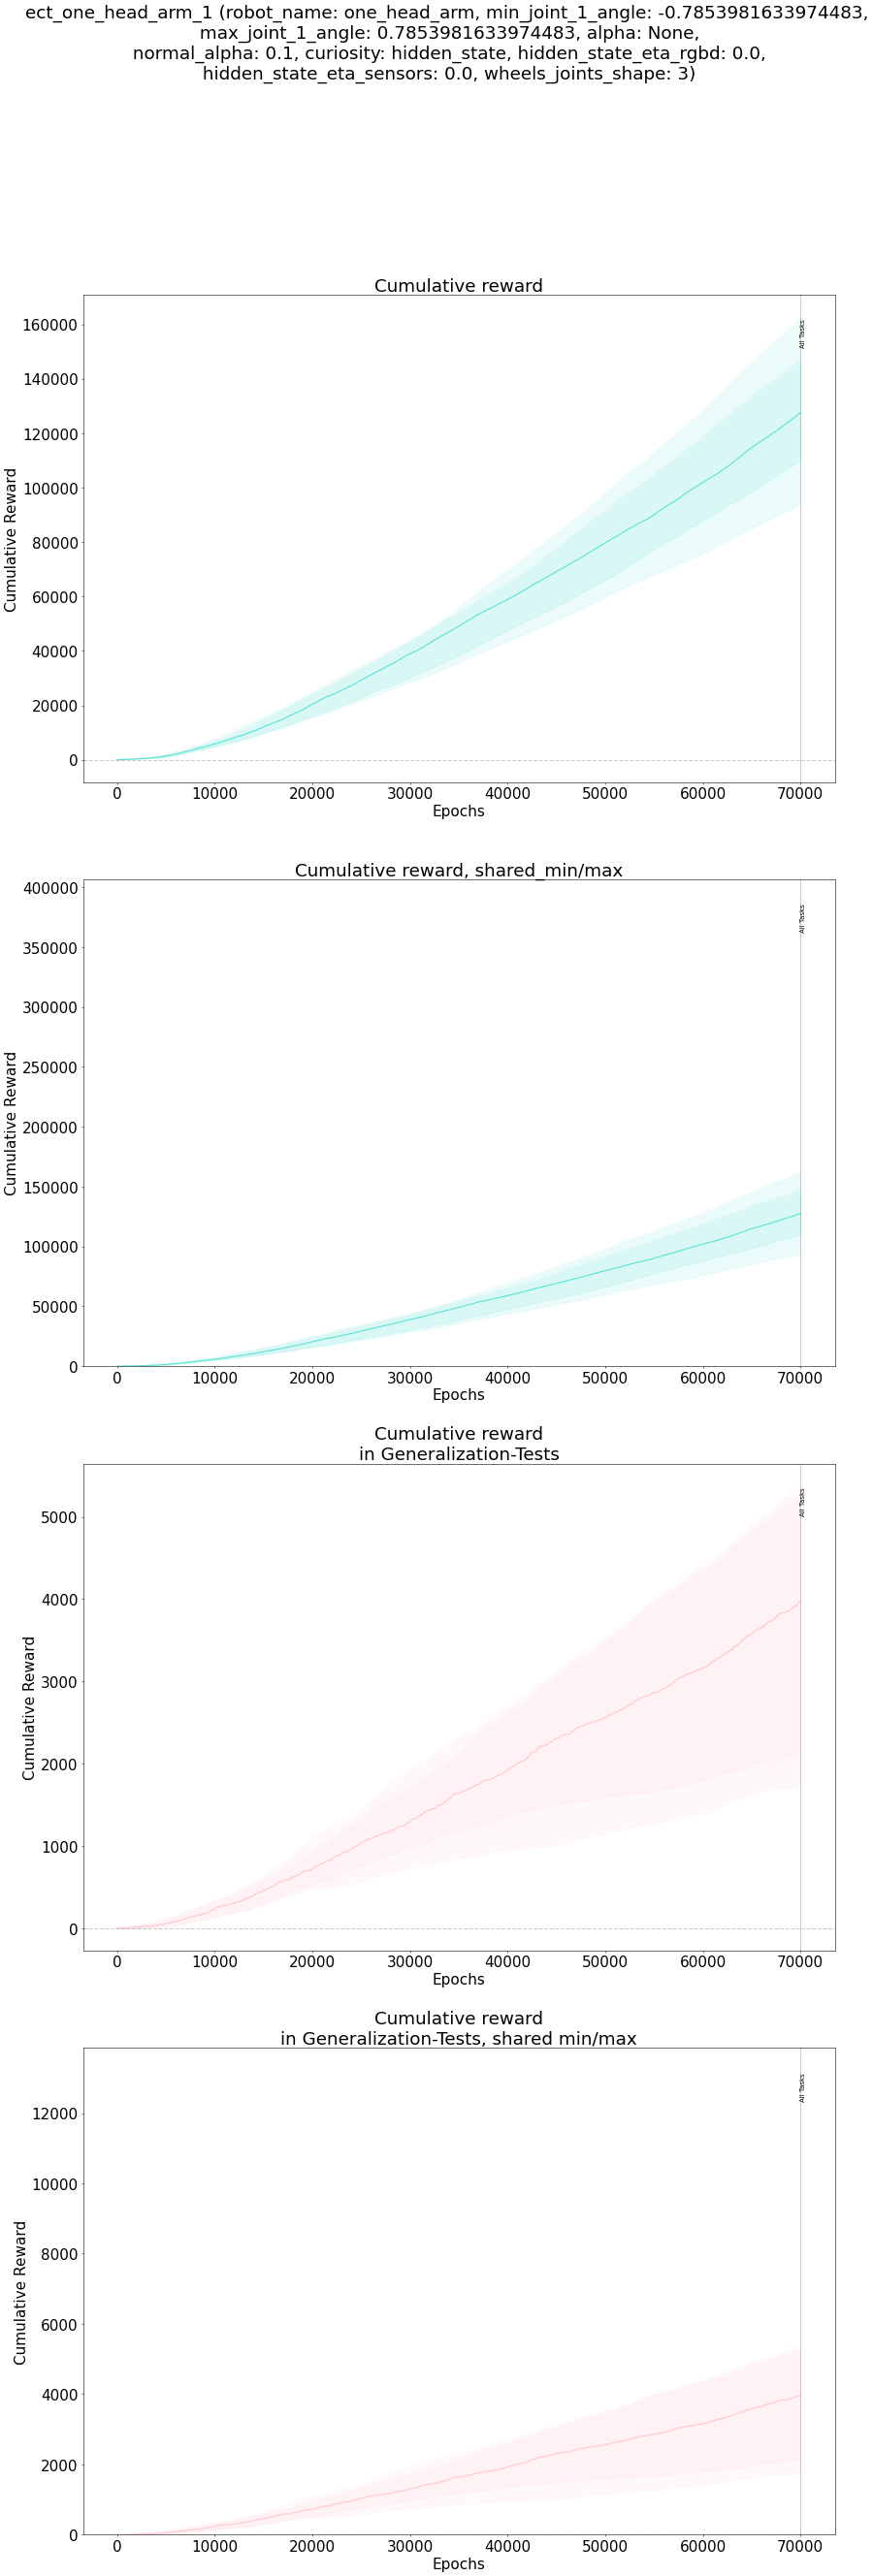 ect_one_head_arm_1 (robot_name: one_head_arm, min_joint_1_angle: -0.7853981633974483,
max_joint_1_angle: 0.7853981633974483, alpha: None,
normal_alpha: 0.1, curiosity: hidden_state, hidden_state_eta_rgbd: 0.0,
hidden_state_eta_sensors: 0.0, wheels_joints_shape: 3)
Cumulative reward
All Tasks
160000
140000
120000
100000
80000
60000
40000
20000
0
Cumulative Reward
0 10000 20000 30000 40000 50000 60000 70000
Epochs
Cumulative reward, shared_min/max
All Tasks
400000
350000
300000
250000
200000
150000
100000
50000
0
Cumulative Reward
0 10000 20000 30000 40000 50000 60000 70000
Epochs
Cumulative reward
in Generalization-Tests
All Tasks
5000
4000
3000
2000
1000
0
Cumulative Reward
0 10000 20000 30000 40000 50000 60000 70000
Epochs
Cumulative reward
in Generalization-Tests, shared min/max
All Tasks
12000
10000
8000
6000
4000
2000
0
Cumulative Reward
0 10000 20000 30000 40000 50000 60000 70000
Epochs